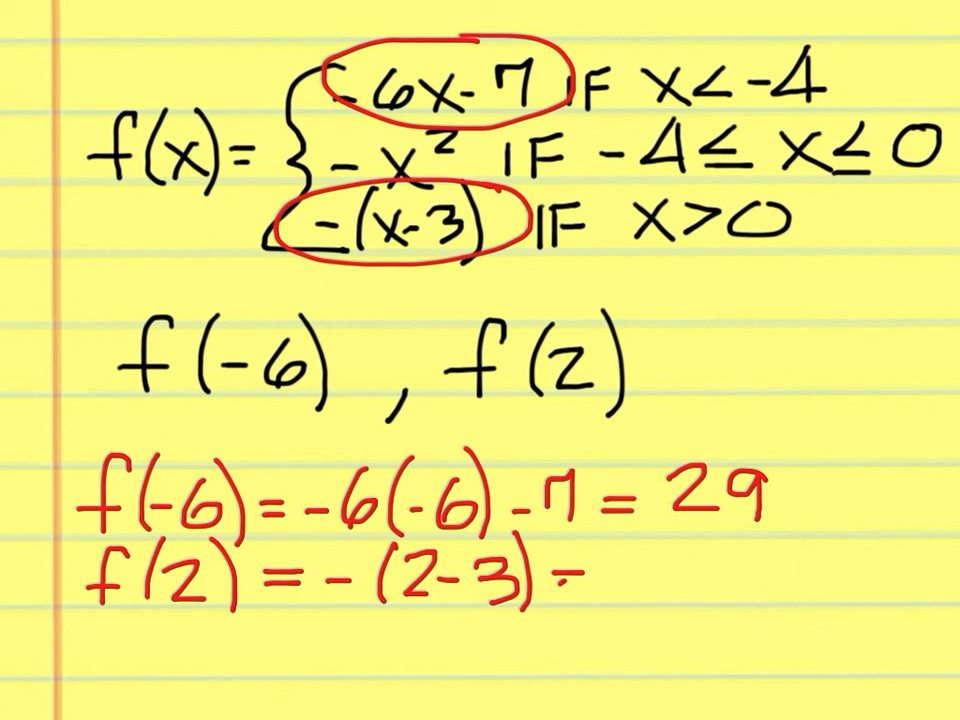 -6x-7 IF x<-4
f(x)= { -x² IF -4≤x≤0
-(x-3) IF x>0
f(-6) , f(2)
f(-6) = -6(-6)-7 = 29
f(2) = -(2-3) =